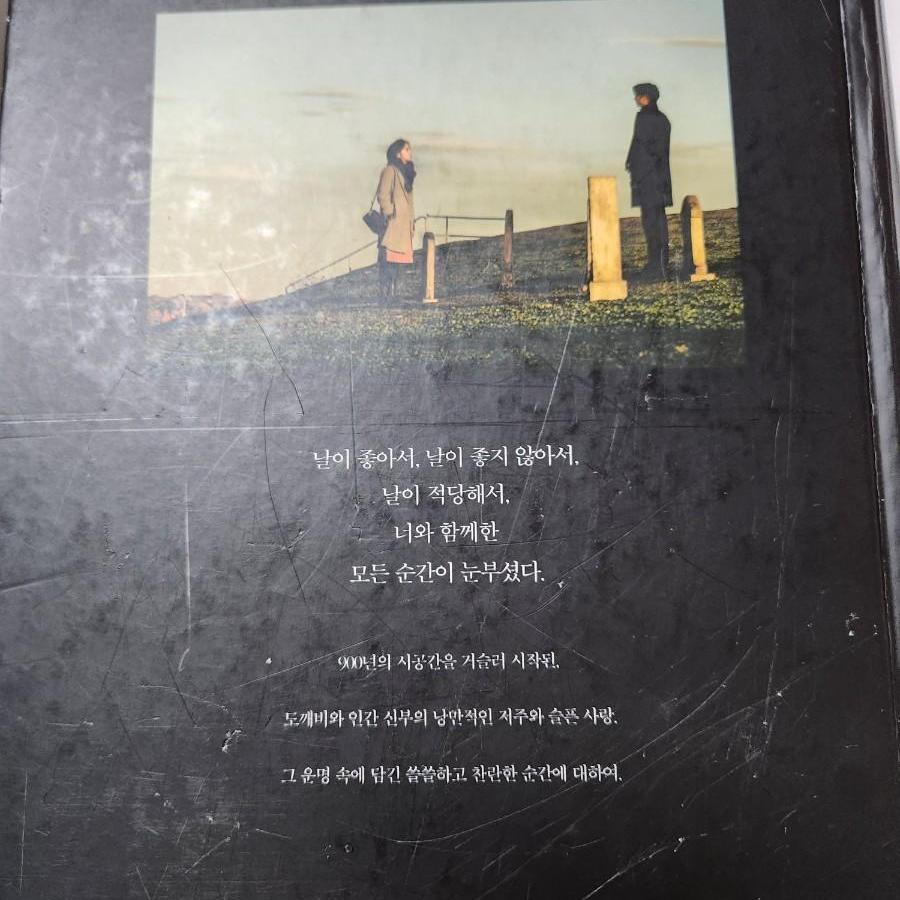 날이 좋아서, 날이 좋지 않아서,
날이 적당해서,
너와 함께한
모든 순간이 눈부셨다.
900년의 시공간을 거슬러 시작된,
도깨비와 인간 신부의 낭만적인 저주와 슬픈 사랑.
그 운명 속에 담긴 쓸쓸하고 찬란한 순간에 대하여.